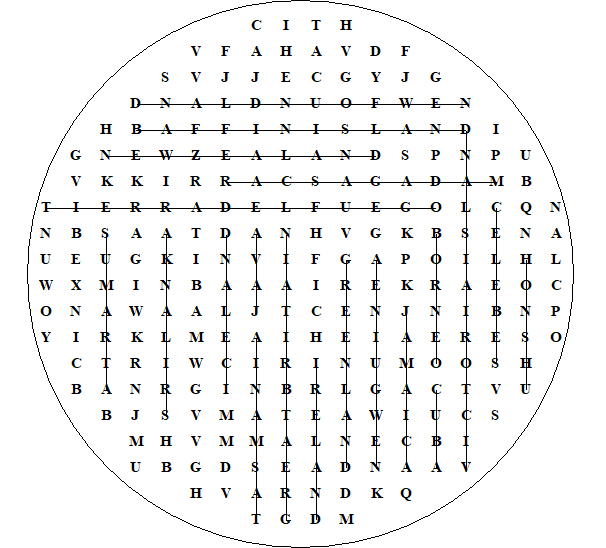 C I T H
V F A H A V D F
S V J J E C G Y J G
D N A L D N U O F W E N
H B A F F I N I S L A N D I
G N E W Z E A L A N D S P N P U
V K K I R R A C S A G A D A M B
T I E R R A D E L F U E G O L C Q N
N B S A A T D A N H V G K B S E N A
U E U G K I N V I F G A P O I L H L
W X M I N B A A A I R E K R A E O C
O N A W A A L J T C E N J N I B N P
Y I R K L M E A I H E I A E R E S O
C T R I W C I R I N U M O O S H
B A N R G I N B R L G A C T V U
B J S V M A T E A W I U C S
M H V M M A L N E C B I
U B G D S E A D N A A V
H V A R N D K Q
T G D M